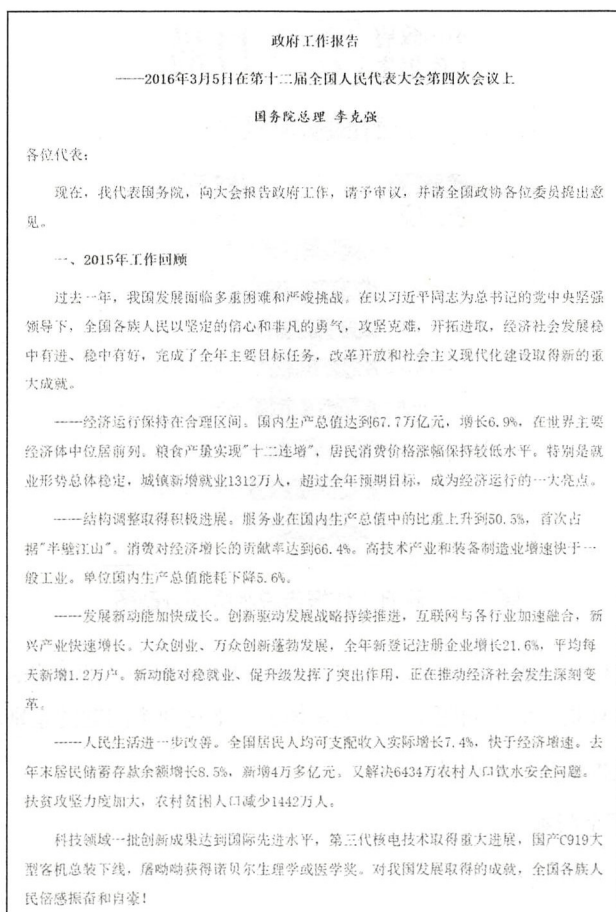 政府工作报告
——2016年3月5日在第十二届全国人民代表大会第四次会议上
国务院总理 李克强
各位代表：
现在，我代表国务院，向大会报告政府工作，请予审议，并请全国政协各位委员提出意
见。
一、2015年工作回顾
过去一年，我国发展面临多重困难和严峻挑战。在以习近平同志为总书记的党中央坚强
领导下，全国各族人民以坚定的信心和非凡的勇气，攻坚克难，开拓进取，经济社会发展稳
中有进、稳中有好，完成了全年主要目标任务，改革开放和社会主义现代化建设取得新的重
大成就。
——经济运行保持在合理区间。国内生产总值达到67.7万亿元，增长6.9%，在世界主要
经济体中位居前列。粮食产量实现"十二连增"，居民消费价格涨幅保持较低水平。特别是就
业形势总体稳定，城镇新增就业1312万人，超过全年预期目标，成为经济运行的一大亮点。
——结构调整取得积极进展。服务业在国内生产总值中的比重上升到50.5%，首次占
据"半壁江山"。消费对经济增长的贡献率达到66.4%。高技术产业和装备制造业增速快于一
般工业。单位国内生产总值能耗下降5.6%。
——发展新动能加快成长。创新驱动发展战略持续推进，互联网与各行业加速融合，新
兴产业快速增长。大众创业、万众创新蓬勃发展，全年新登记注册企业增长21.6%，平均每
天新增1.2万户。新动能对稳就业、促升级发挥了突出作用，正在推动经济社会发生深刻变
革。
——人民生活进一步改善。全国居民人均可支配收入实际增长7.4%，快于经济增速。去
年末居民储蓄存款余额增长8.5%，新增4万多亿元。又解决6434万农村人口饮水安全问题。
扶贫攻坚力度加大，农村贫困人口减少1442万人。
科技领域一批创新成果达到国际先进水平，第三代核电技术取得重大进展，国产C919大
型客机总装下线，屠呦呦获得诺贝尔生理学或医学奖。对我国发展取得的成就，全国各族人
民倍感振奋和自豪！